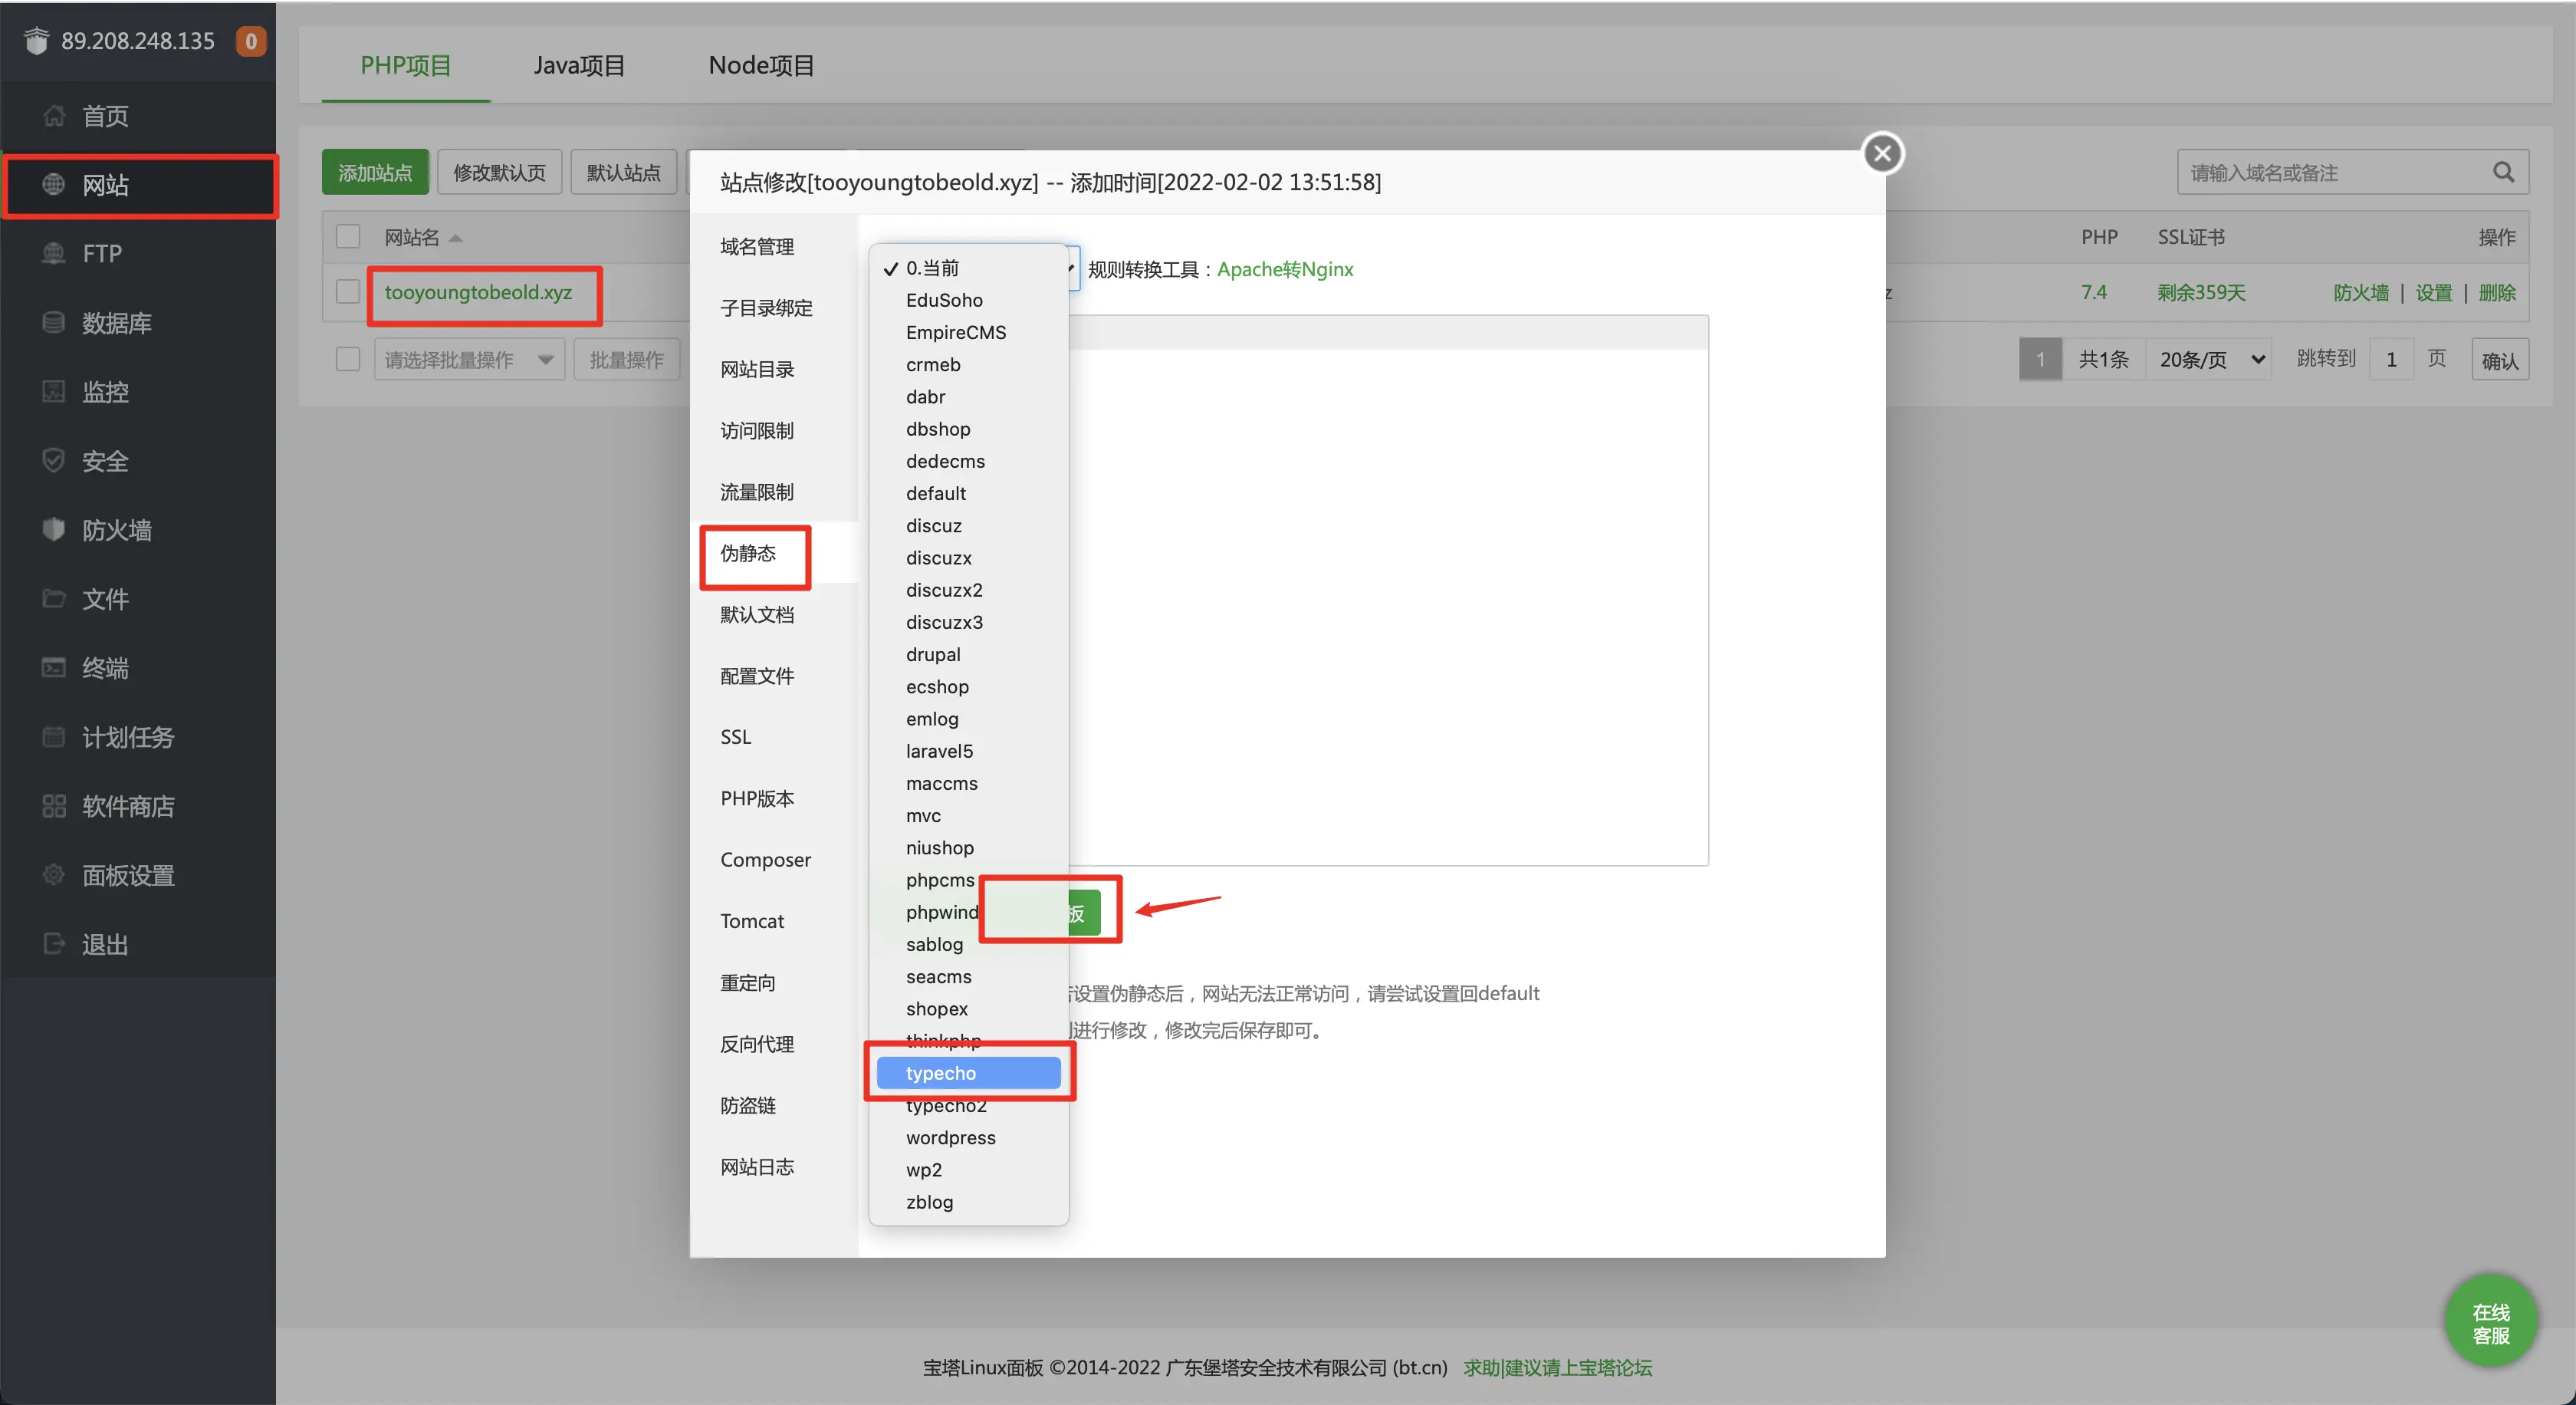 89.208.248.135 0
首页
网站
FTP
数据库
监控
安全
防火墙
文件
终端
计划任务
软件商店
面板设置
退出
PHP项目 Java项目 Node项目
添加站点 修改默认页 默认站点
请输入域名或备注
网站名 PHP SSL证书 操作
tooyoungtobeold.xyz z 7.4 剩余359天 防火墙 | 设置 | 删除
请选择批量操作 批量操作 1 共1条 20条/页 跳转到 1 页 确认
站点修改[tooyoungtobeold.xyz] -- 添加时间[2022-02-02 13:51:58]
域名管理
子目录绑定
网站目录
访问限制
流量限制
伪静态
默认文档
配置文件
SSL
PHP版本
Composer
Tomcat
重定向
反向代理
防盗链
网站日志
✓ 0.当前
EduSoho
EmpireCMS
crmeb
dabr
dbshop
dedecms
default
discuz
discuzx
discuzx2
discuzx3
drupal
ecshop
emlog
laravel5
maccms
mvc
niushop
phpcms
phpwind
sablog
seacms
shopex
thinkphp
typecho
typecho2
wordpress
wp2
zblog
规则转换工具：Apache转Nginx
板
设置伪静态后，网站无法正常访问，请尝试设置回default
进行修改，修改完后保存即可。
在线
客服
宝塔Linux面板 ©2014-2022 广东堡塔安全技术有限公司 (bt.cn) 求助|建议请上宝塔论坛